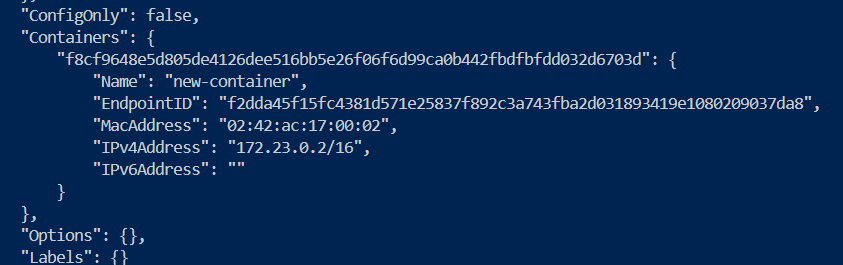 "ConfigOnly": false,
"Containers": {
"f8cf9648e5d805de4126dee516bb5e26f06f6d99ca0b442fbdfbfdd032d6703d": {
"Name": "new-container",
"EndpointID": "f2dda45f15fc4381d571e25837f892c3a743fba2d031893419e1080209037da8",
"MacAddress": "02:42:ac:17:00:02",
"IPv4Address": "172.23.0.2/16",
"IPv6Address": ""
}
},
"Options": {},
"Labels": {}